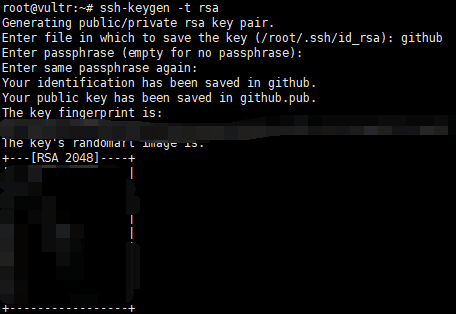 root@vultr:~# ssh-keygen -t rsa
Generating public/private rsa key pair.
Enter file in which to save the key (/root/.ssh/id_rsa): github
Enter passphrase (empty for no passphrase):
Enter same passphrase again:
Your identification has been saved in github.
Your public key has been saved in github.pub.
The key fingerprint is:
The key's randomart image is:
+---[RSA 2048]----+
|
|
|
+-----------------+